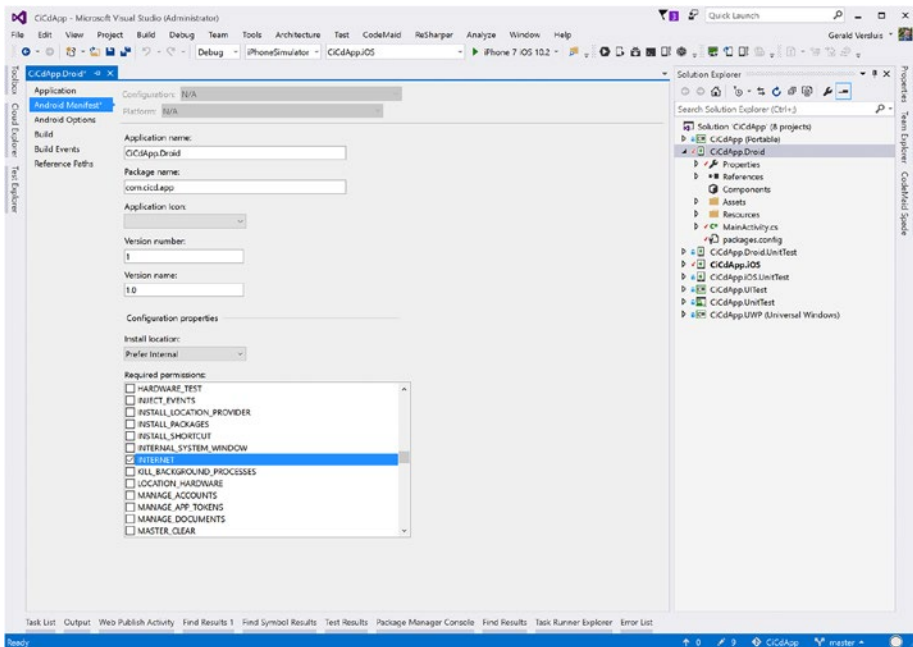 CiCdApp - Microsoft Visual Studio (Administrator)
Quick Launch
File Edit View Project Build Debug Team Tools Architecture Test CodeMaid ReSharper Analyze Window Help
Gerald Versluis
Debug iPhoneSimulator CiCdApp.iOS iPhone 7 iOS 10.2
Toolbox
Cloud Explorer
Test Explorer
CiCdApp.Droid*
Application
Android Manifest*
Android Options
Build
Build Events
Reference Paths
Configuration: N/A
Platform: N/A
Application name:
CiCdApp.Droid
Package name:
com.cicd.app
Application Icon:
Version number:
1
Version name:
1.0
Configuration properties
Install location:
Prefer Internal
Required permissions:
HARDWARE_TEST
INJECT_EVENTS
INSTALL_LOCATION_PROVIDER
INSTALL_PACKAGES
INSTALL_SHORTCUT
INTERNAL_SYSTEM_WINDOW
INTERNET
KILL_BACKGROUND_PROCESSES
LOCATION_HARDWARE
MANAGE_ACCOUNTS
MANAGE_APP_TOKENS
MANAGE_DOCUMENTS
MASTER_CLEAR
Solution Explorer
Search Solution Explorer (Ctrl+;)
Solution 'CiCdApp' (8 projects)
CiCdApp (Portable)
CiCdApp.Droid
Properties
References
Components
Assets
Resources
MainActivity.cs
packages.config
CiCdApp.Droid.UnitTest
CiCdApp.iOS
CiCdApp.iOS.UnitTest
CiCdApp.UITest
CiCdApp.UnitTest
CiCdApp.UWP (Universal Windows)
Properties
Team Explorer
CodeMaid Spade
Task List Output Web Publish Activity Find Results 1 Find Symbol Results Test Results Package Manager Console Find Results Task Runner Explorer Error List
Ready
0 9 CiCdApp master